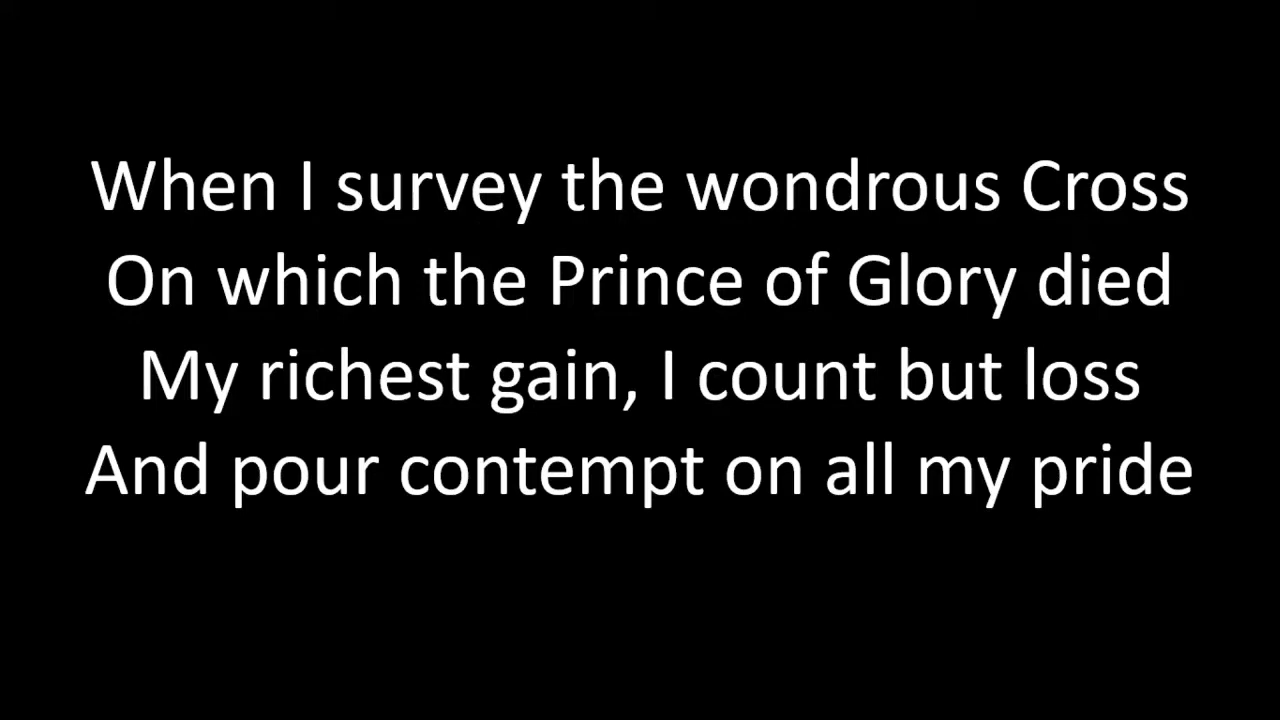 When I survey the wondrous Cross
On which the Prince of Glory died
My richest gain, I count but loss
And pour contempt on all my pride